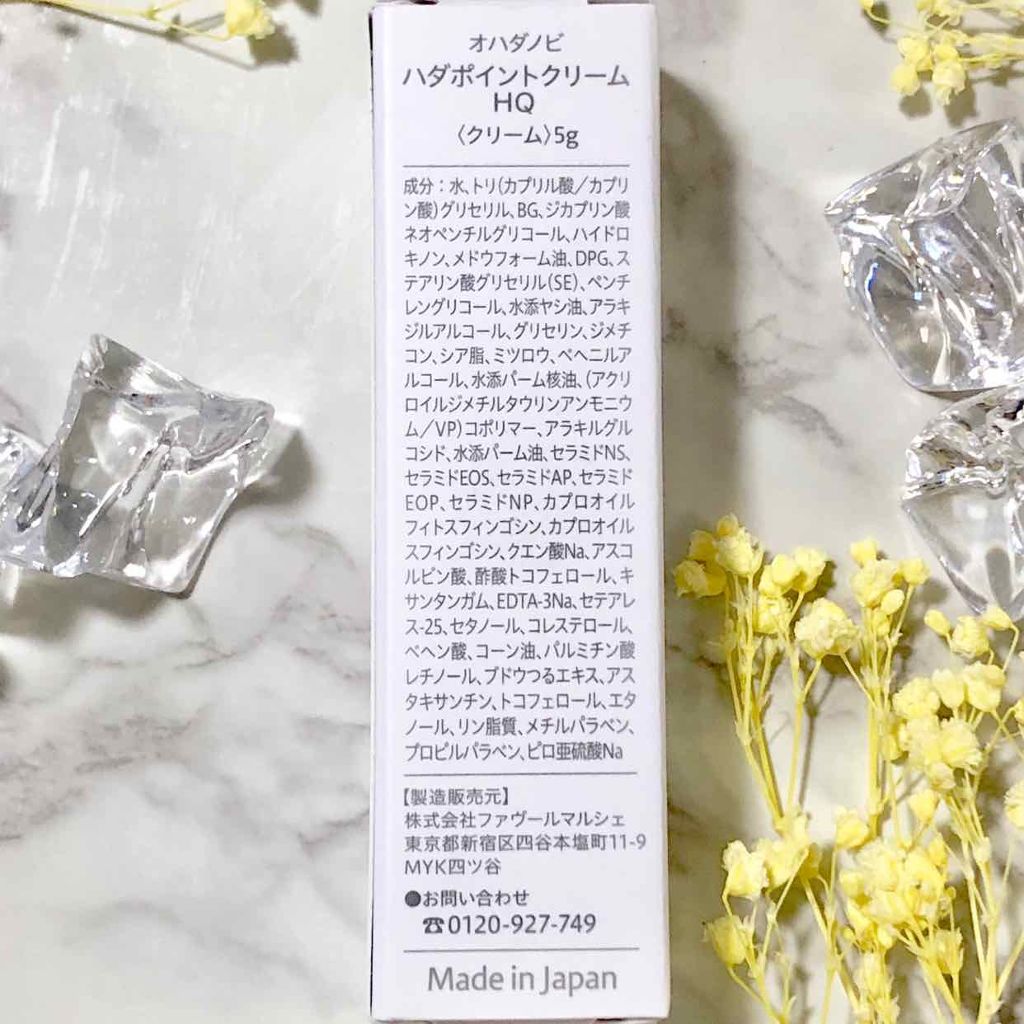 オハダノビ
ハダポイントクリーム
HQ
〈クリーム〉5g
成分：水、トリ(カプリル酸／カプリ
ン酸)グリセリル、BG、ジカプリン酸
ネオペンチルグリコール、ハイドロ
キノン、メドウフォーム油、DPG、ス
テアリン酸グリセリル(SE)、ペンチ
レングリコール、水添ヤシ油、アラキ
ジルアルコール、グリセリン、ジメチ
コン、シア脂、ミツロウ、ベヘニルア
ルコール、水添パーム核油、(アクリ
ロイルジメチルタウリンアンモニウ
ム／VP)コポリマー、アラキルグル
コシド、水添パーム油、セラミドNS、
セラミドEOS、セラミドAP、セラミド
EOP、セラミドNP、カプロオイル
フィトスフィンゴシン、カプロオイル
スフィンゴシン、クエン酸Na、アスコ
ルビン酸、酢酸トコフェロール、キ
サンタンガム、EDTA-3Na、セテアレ
ス-25、セタノール、コレステロール、
ベヘン酸、コーン油、パルミチン酸
レチノール、ブドウつるエキス、アス
タキサンチン、トコフェロール、エタ
ノール、リン脂質、メチルパラベン、
プロピルパラベン、ピロ亜硫酸Na
【製造販売元】
株式会社ファヴールマルシェ
東京都新宿区四谷本塩町11-9
MYK四ツ谷
●お問い合わせ
☎0120-927-749
Made in Japan